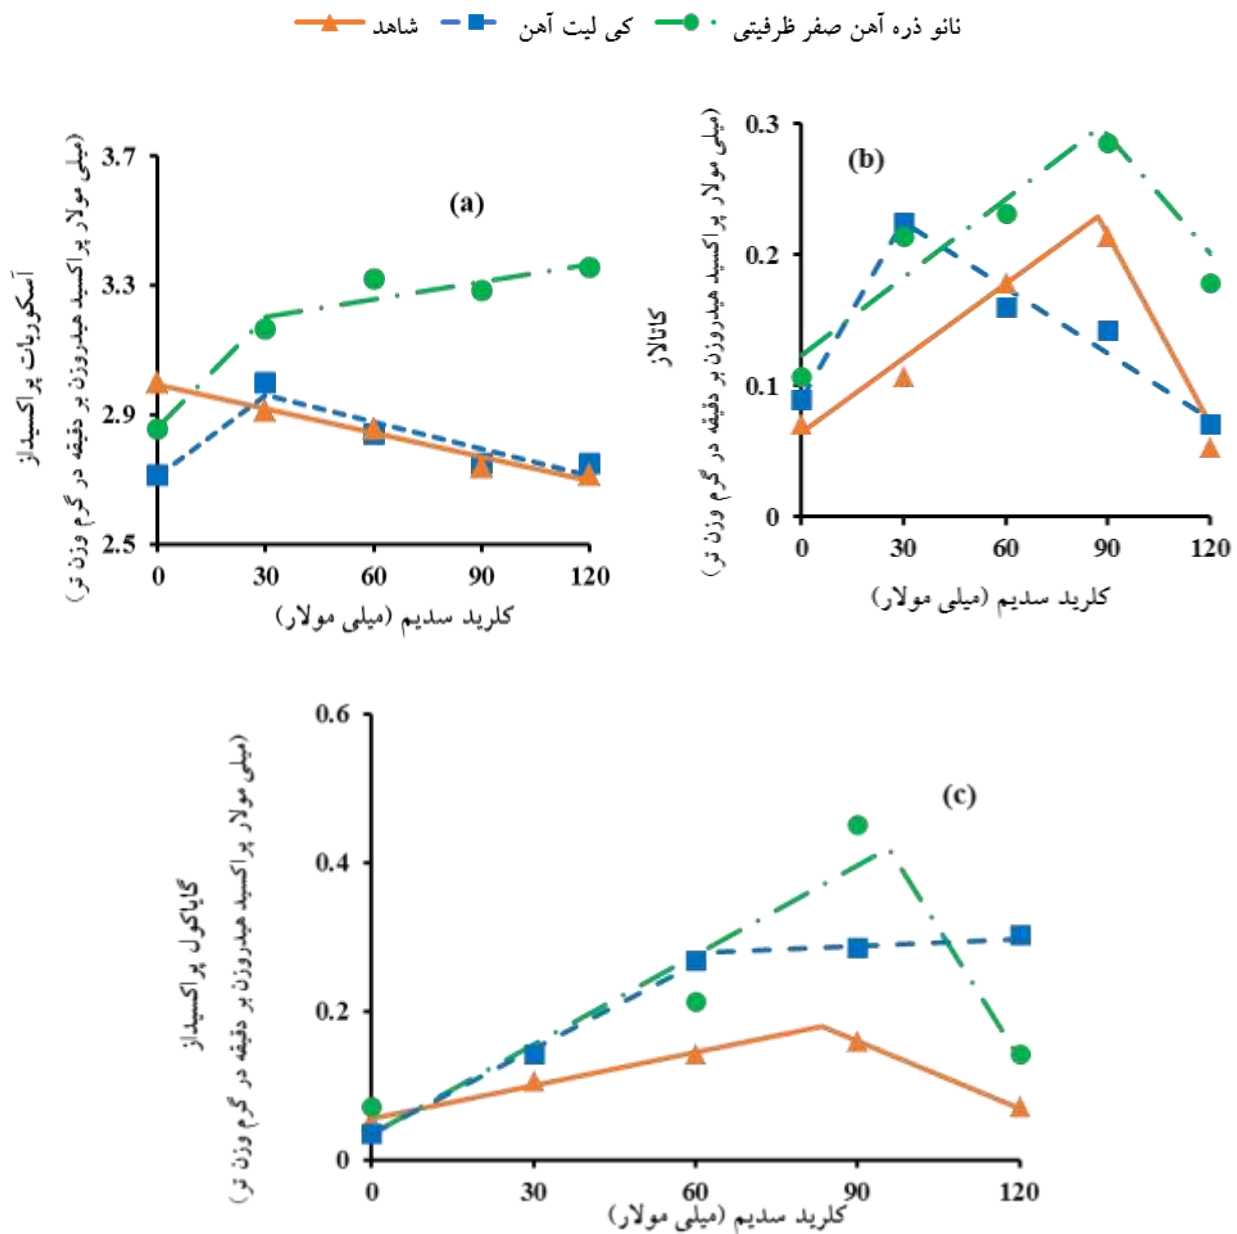 شاهد کی لیت آهن نانو ذره آهن صفر ظرفیتی
(a)
آسکوربات پراکسیداز
(میلی مولار پراکسید هیدروزن بر دقیقه در گرم وزن تر)
3.7
3.3
2.9
2.5
0 30 60 90 120
کلرید سدیم (میلی مولار)
(b)
کاتالاز
(میلی مولار پراکسید هیدروزن بر دقیقه در گرم وزن تر)
0.3
0.2
0.1
0
0 30 60 90 120
کلرید سدیم (میلی مولار)
(c)
گایاکول پراکسیداز
(میلی مولار پراکسید هیدروزن بر دقیقه در گرم وزن تر)
0.6
0.4
0.2
0
0 30 60 90 120
کلرید سدیم (میلی مولار)